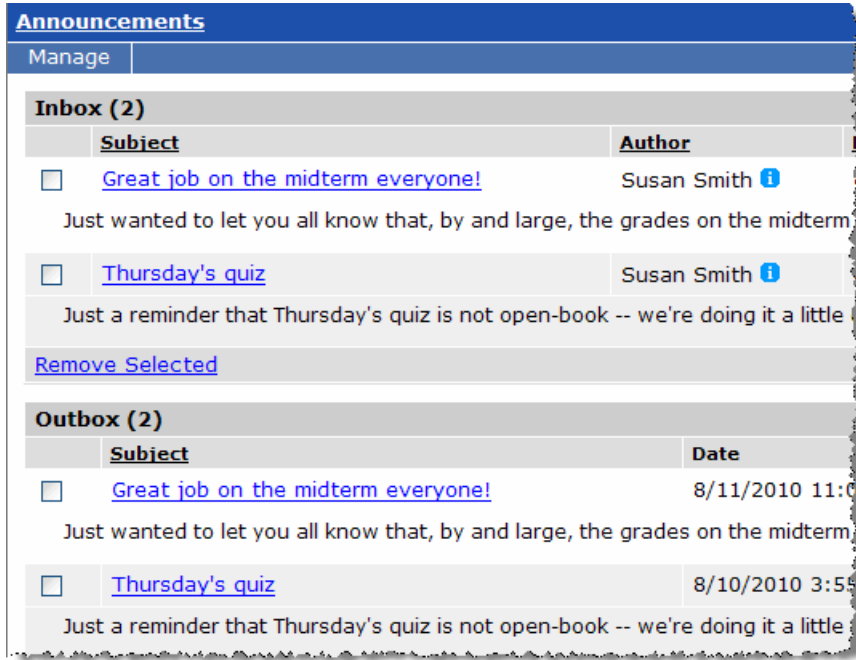 Announcements
Manage
Inbox (2)
Subject Author
Great job on the midterm everyone! Susan Smith
Just wanted to let you all know that, by and large, the grades on the midterm
Thursday's quiz Susan Smith
Just a reminder that Thursday's quiz is not open-book -- we're doing it a little
Remove Selected
Outbox (2)
Subject Date
Great job on the midterm everyone! 8/11/2010
Just wanted to let you all know that, by and large, the grades on the midterm
Thursday's quiz 8/10/2010
Just a reminder that Thursday's quiz is not open-book -- we're doing it a little